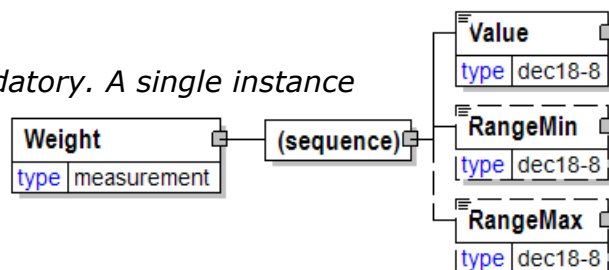 Value
type dec18-8
datory. A single instance
RangeMin
type dec18-8
Weight
type measurement
(sequence)
RangeMax
type dec18-8